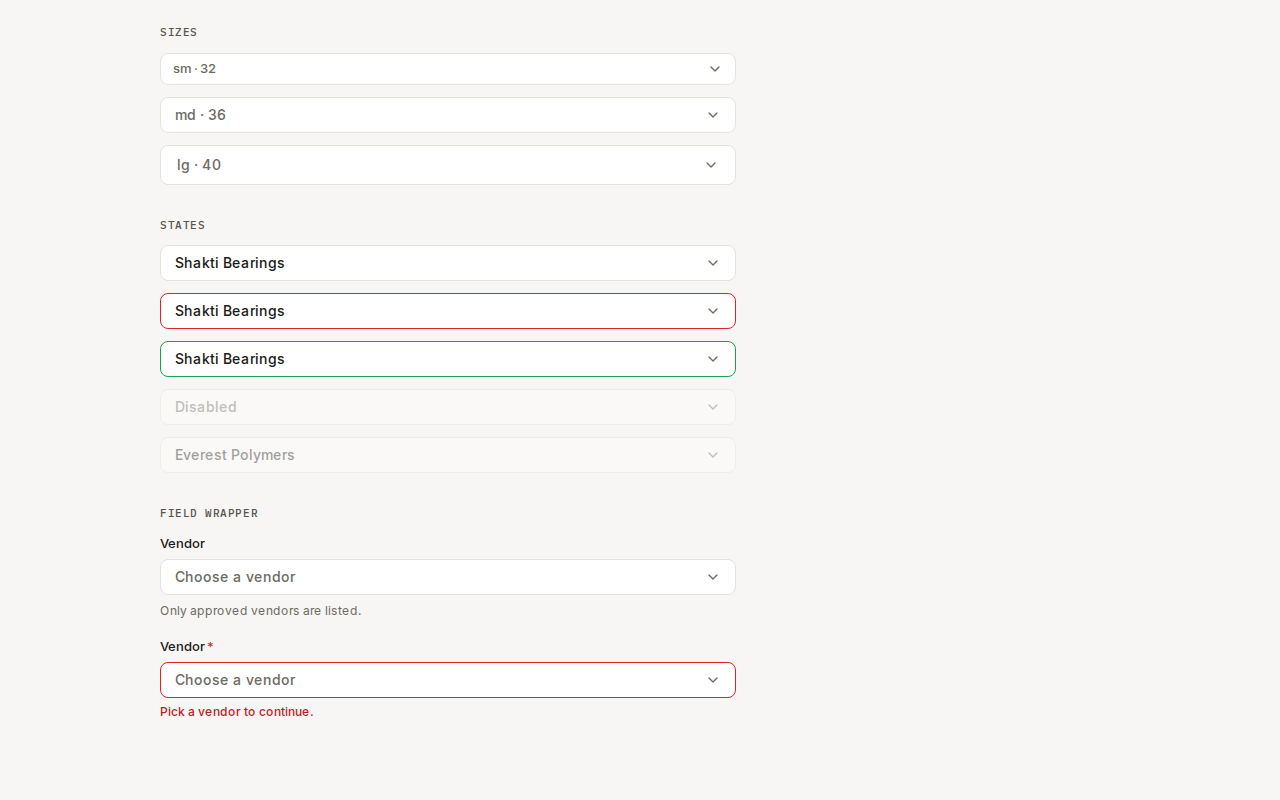 SIZES
sm · 32
md · 36
lg · 40
STATES
Shakti Bearings
Shakti Bearings
Shakti Bearings
Disabled
Everest Polymers
FIELD WRAPPER
Vendor
Choose a vendor
Only approved vendors are listed.
Vendor *
Choose a vendor
Pick a vendor to continue.